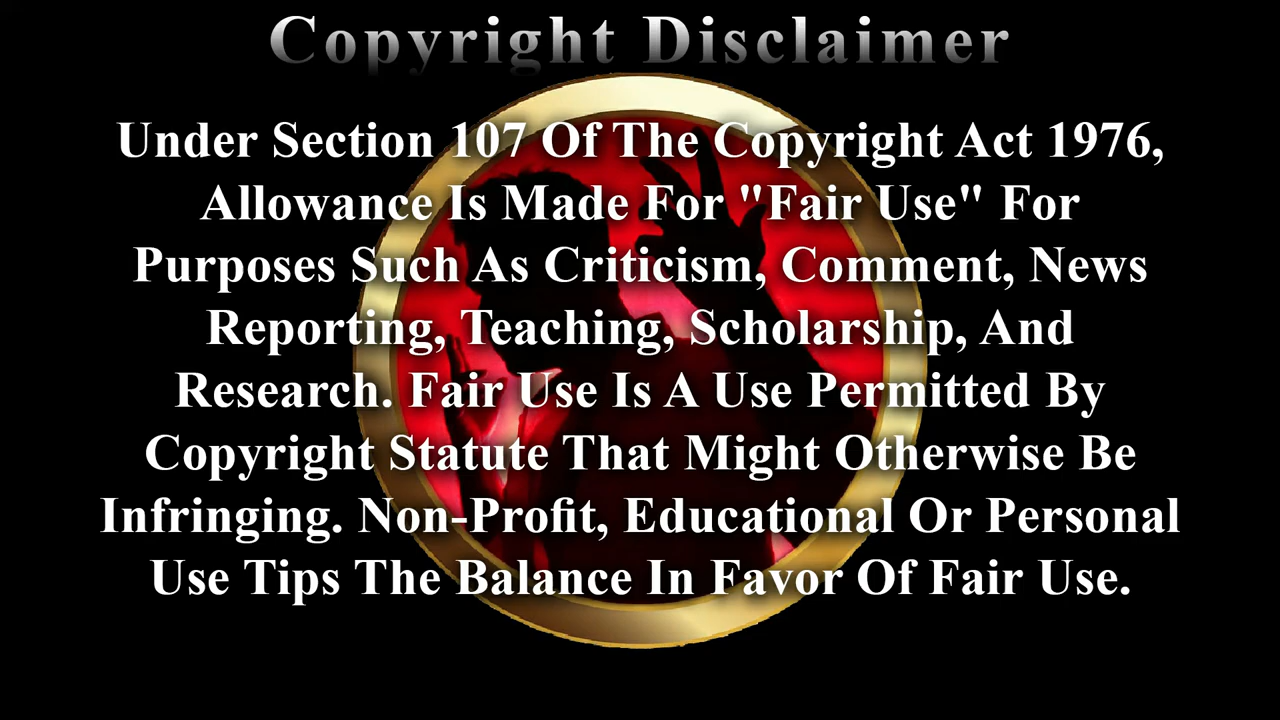 Copyright Disclaimer
Under Section 107 Of The Copyright Act 1976,
Allowance Is Made For "Fair Use" For
Purposes Such As Criticism, Comment, News
Reporting, Teaching, Scholarship, And
Research. Fair Use Is A Use Permitted By
Copyright Statute That Might Otherwise Be
Infringing. Non-Profit, Educational Or Personal
Use Tips The Balance In Favor Of Fair Use.